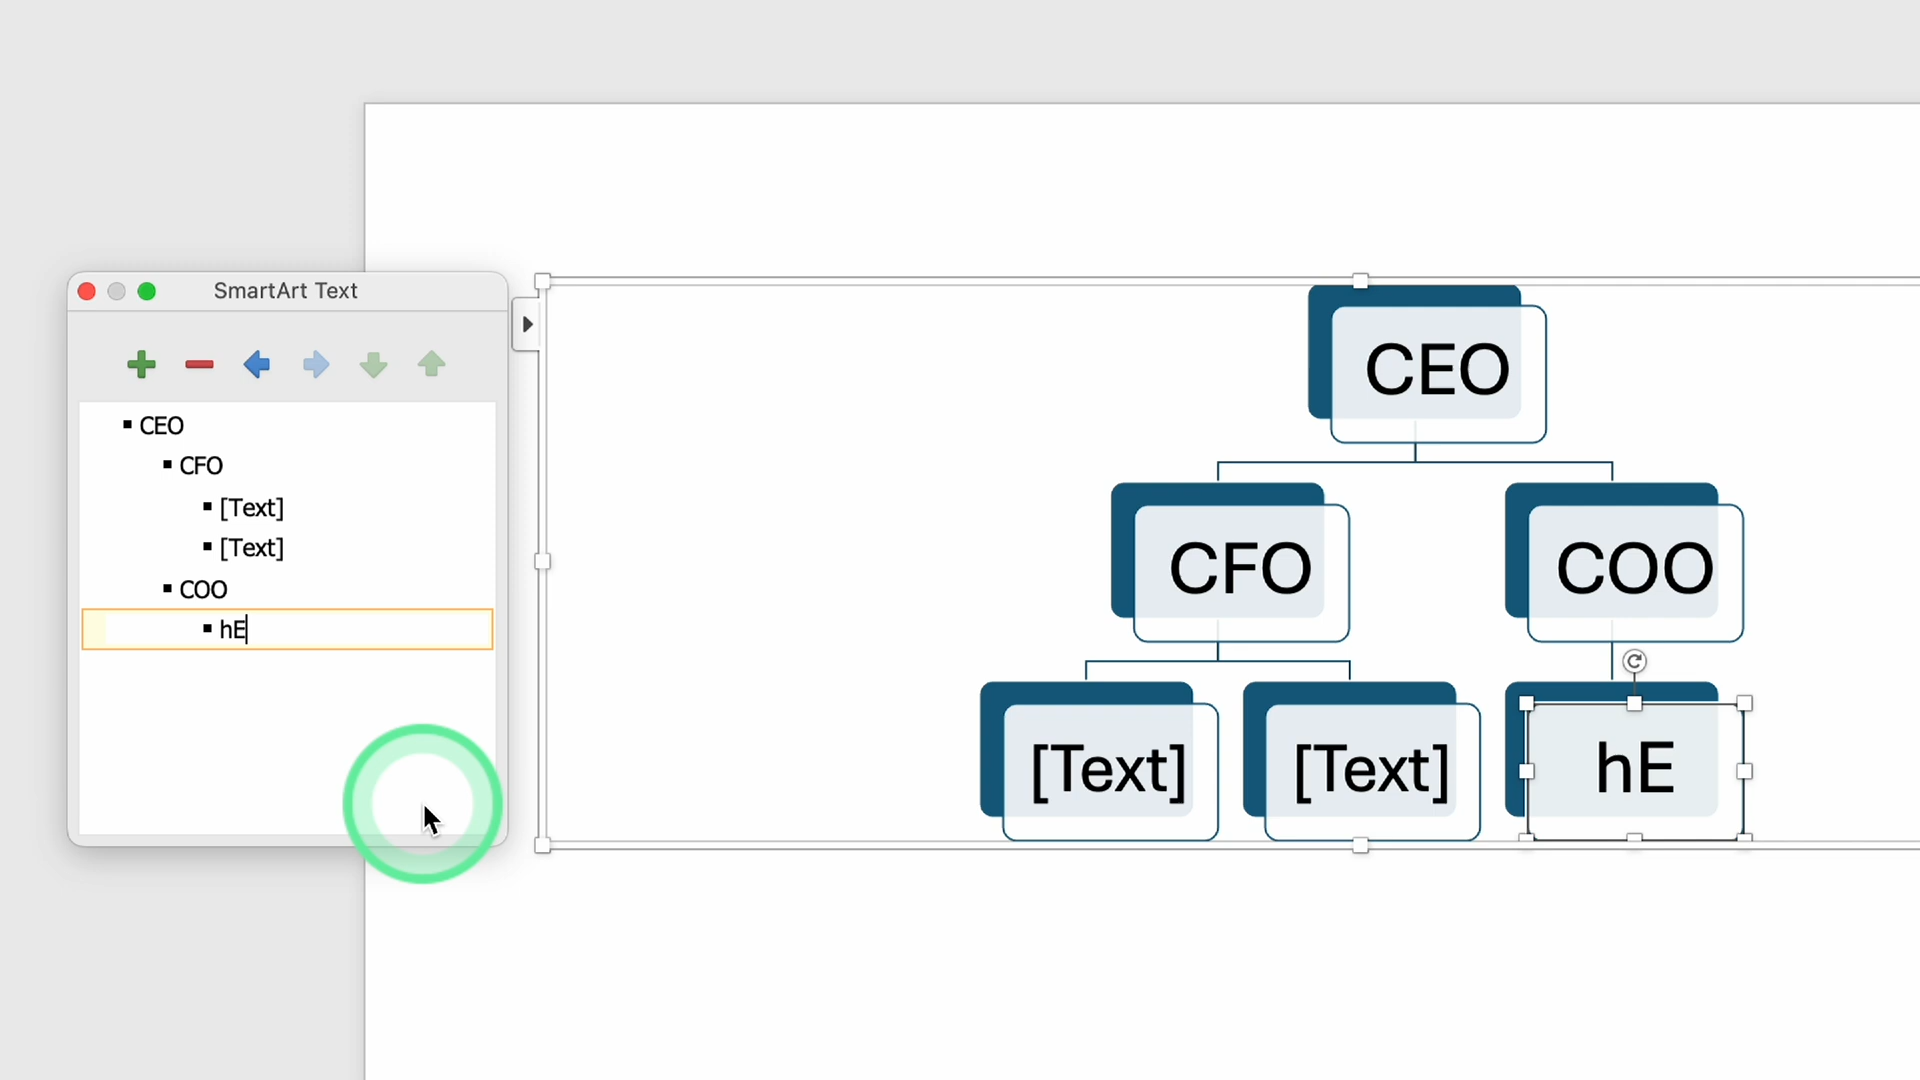 SmartArt Text
CEO
CFO
[Text]
[Text]
COO
hE
CEO
CFO
COO
[Text]
[Text]
hE